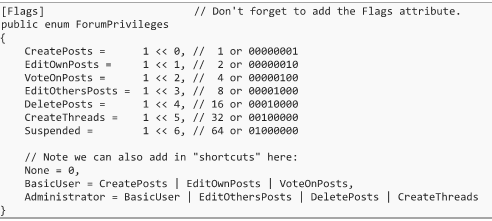 [Flags]                       // Don't forget to add the Flags attribute.
public enum ForumPrivileges
{
    CreatePosts =      1 << 0, //  1 or 00000001
    EditOwnPosts =     1 << 1, //  2 or 00000010
    VoteOnPosts =      1 << 2, //  4 or 00000100
    EditOthersPosts =  1 << 3, //  8 or 00001000
    DeletePosts =      1 << 4, // 16 or 00010000
    CreateThreads =    1 << 5, // 32 or 00100000
    Suspended =        1 << 6, // 64 or 01000000

    // Note we can also add in "shortcuts" here:
    None = 0,
    BasicUser = CreatePosts | EditOwnPosts | VoteOnPosts,
    Administrator = BasicUser | EditOthersPosts | DeletePosts | CreateThreads
}